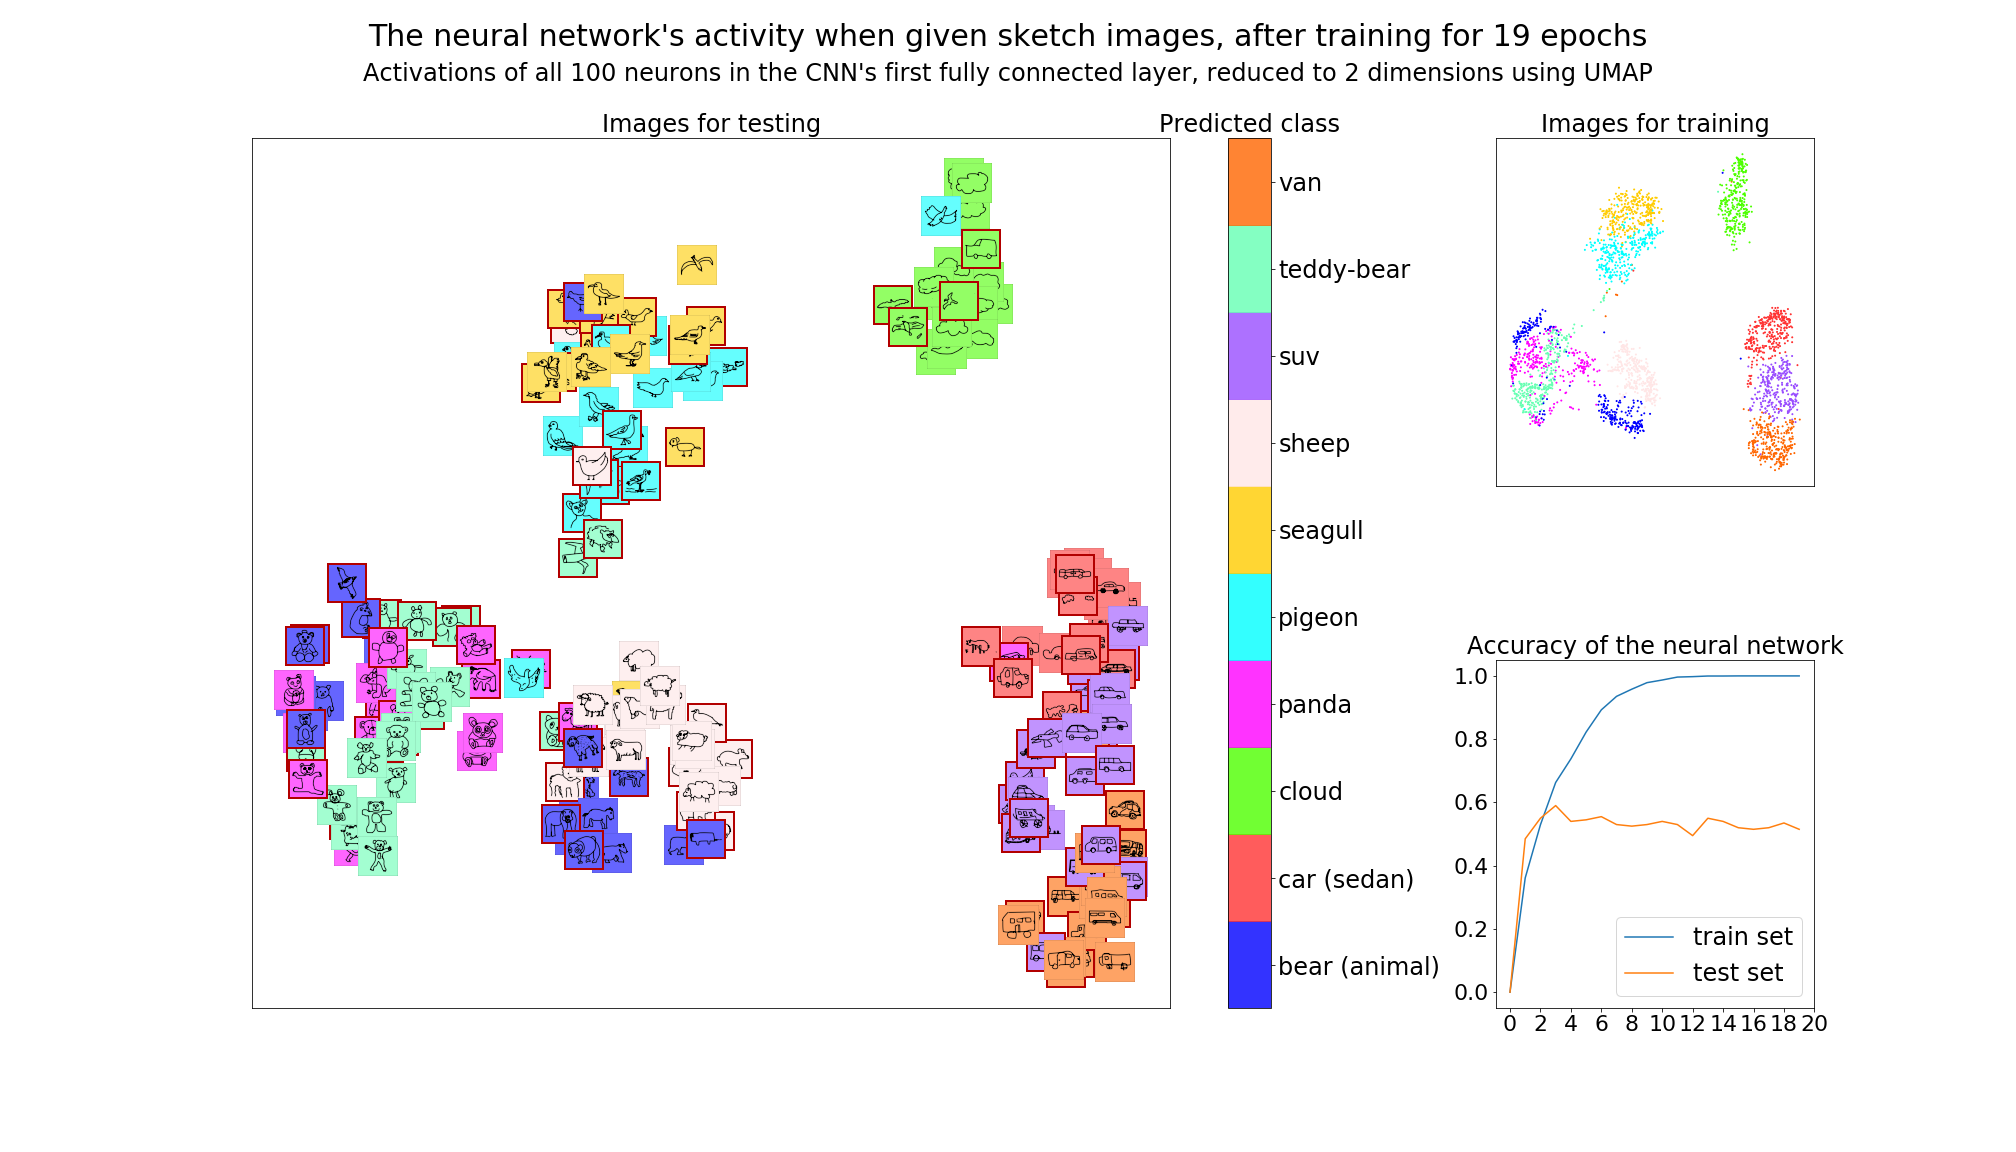 The neural network's activity when given sketch images, after training for 19 epochs
Activations of all 100 neurons in the CNN's first fully connected layer, reduced to 2 dimensions using UMAP
Images for testing
Predicted class
van
teddy-bear
suv
sheep
seagull
pigeon
panda
cloud
car (sedan)
bear (animal)
Images for training
Accuracy of the neural network
1.0
0.8
0.6
0.4
0.2
0.0
train set
test set
0 2 4 6 8 10 12 14 16 18 20